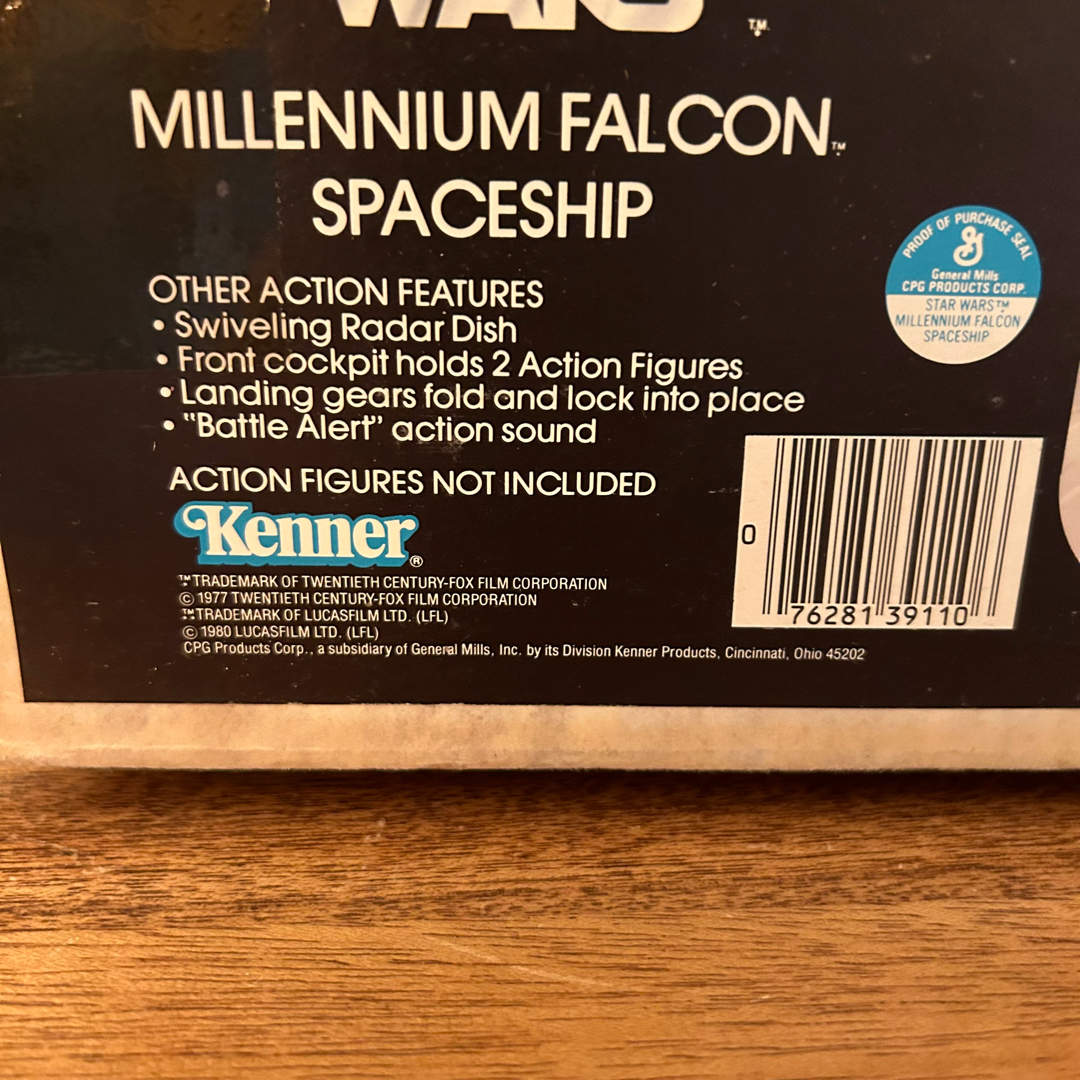 WARS
TM
MILLENNIUM FALCON™
SPACESHIP
OTHER ACTION FEATURES
• Swiveling Radar Dish
• Front cockpit holds 2 Action Figures
• Landing gears fold and lock into place
• "Battle Alert" action sound
ACTION FIGURES NOT INCLUDED
Kenner®
™TRADEMARK OF TWENTIETH CENTURY-FOX FILM CORPORATION
© 1977 TWENTIETH CENTURY-FOX FILM CORPORATION
™TRADEMARK OF LUCASFILM LTD. (LFL)
© 1980 LUCASFILM LTD. (LFL)
CPG Products Corp., a subsidiary of General Mills, Inc. by its Division Kenner Products, Cincinnati, Ohio 45202
PROOF OF PURCHASE SEAL
G
General Mills
CPG PRODUCTS CORP.
STAR WARS™
MILLENNIUM FALCON
SPACESHIP
0
76281 39110